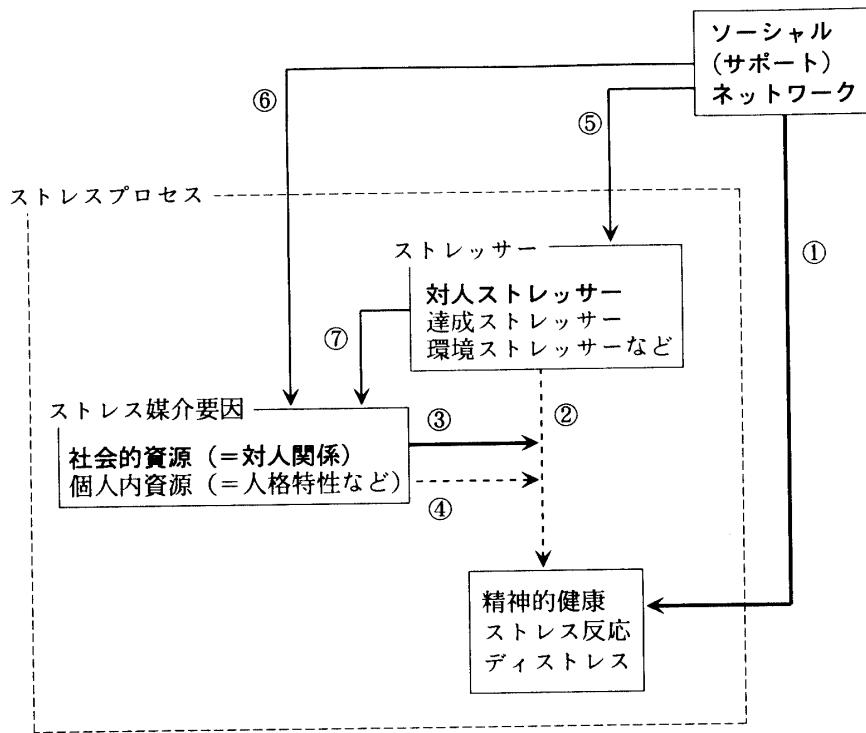 ソーシャル
(サポート)
ネットワーク
⑥
⑤
ストレスプロセス
①
ストレッサー
対人ストレッサー
達成ストレッサー
環境ストレッサーなど
⑦
ストレス媒介要因
③
②
社会的資源(=対人関係)
個人内資源(=人格特性など)
④
精神的健康
ストレス反応
ディストレス